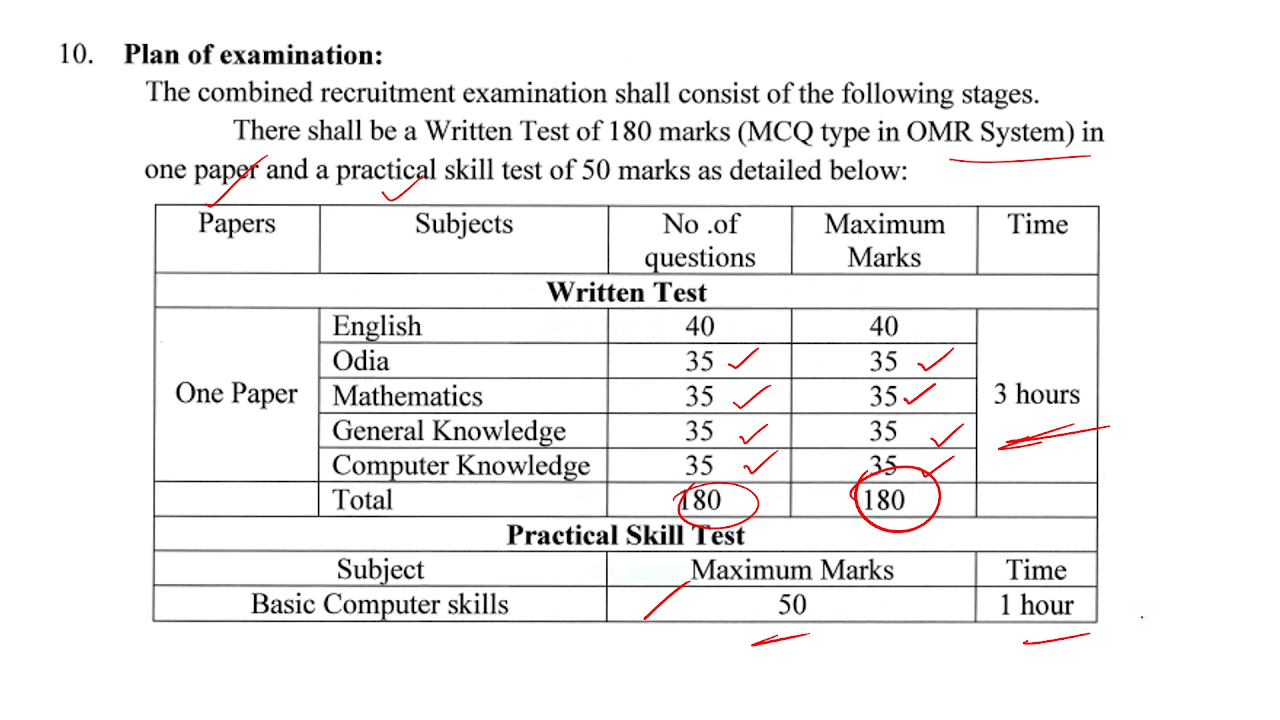 10. Plan of examination:
The combined recruitment examination shall consist of the following stages.
There shall be a Written Test of 180 marks (MCQ type in OMR System) in
one paper and a practical skill test of 50 marks as detailed below:
Papers Subjects No .of questions Maximum Marks Time
Written Test
One Paper English 40 40 3 hours
Odia 35 35
Mathematics 35 35
General Knowledge 35 35
Computer Knowledge 35 35
Total 180 180
Practical Skill Test
Subject Maximum Marks Time
Basic Computer skills 50 1 hour